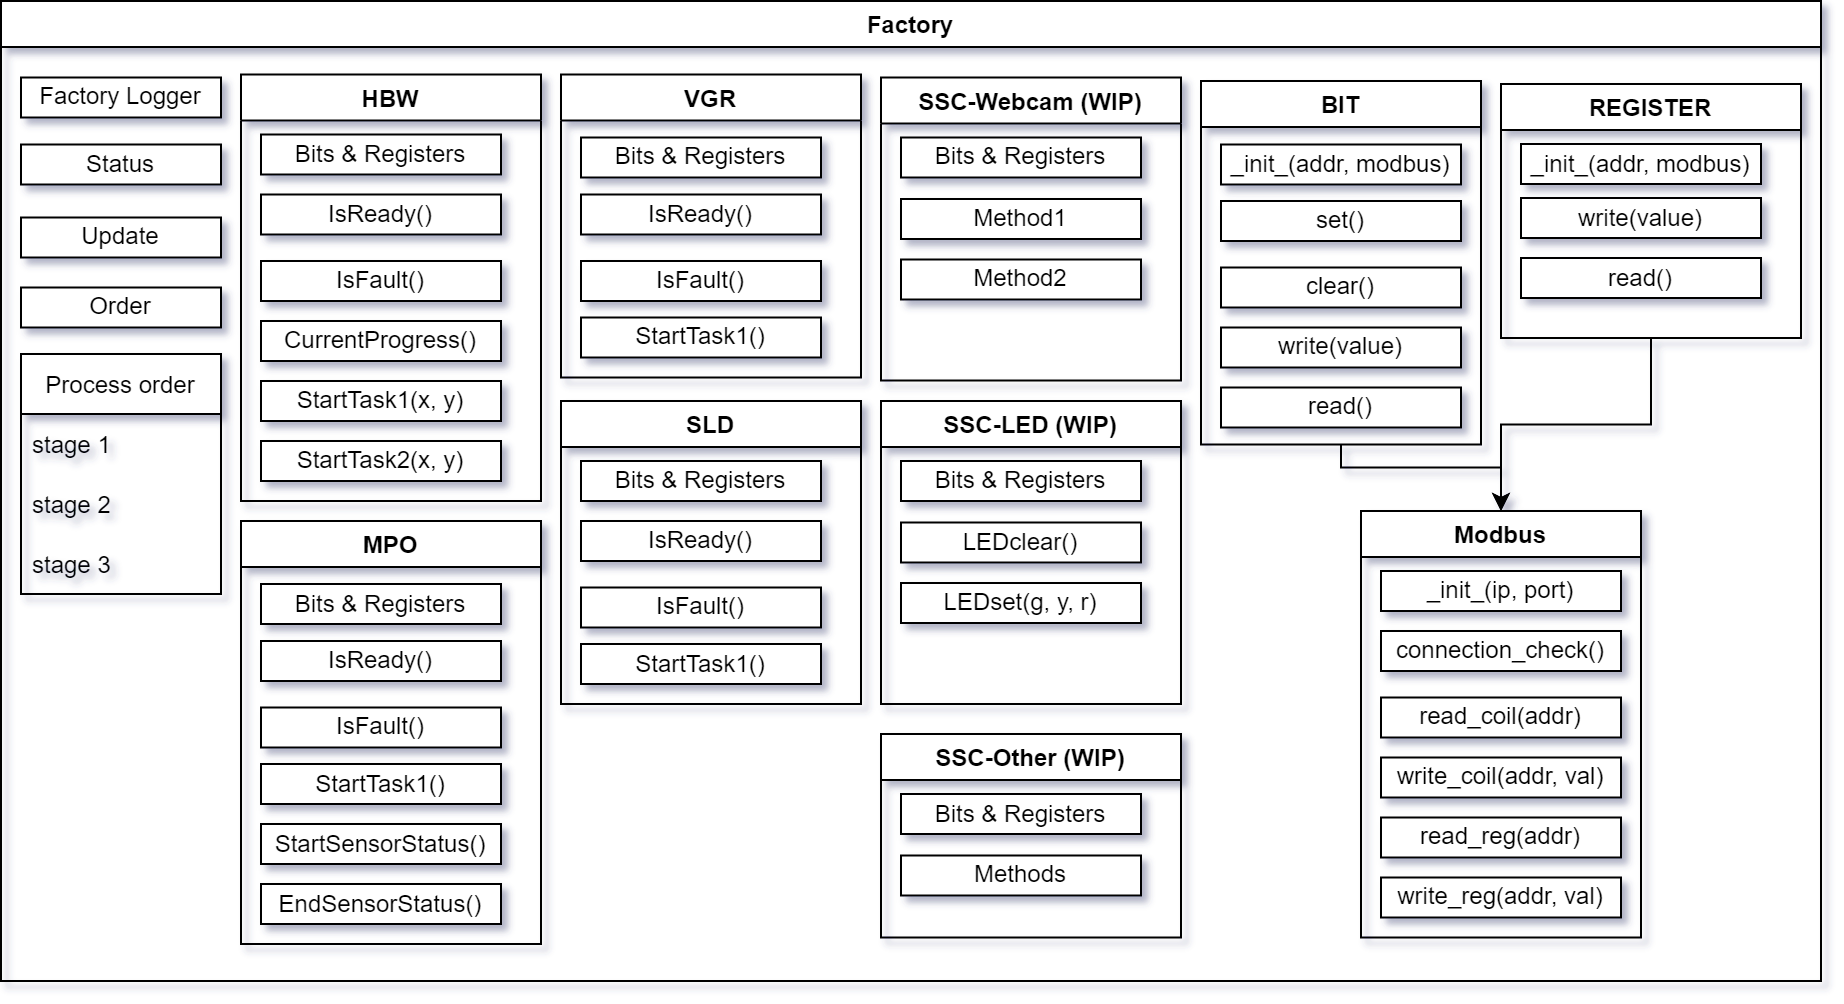 Factory
Factory Logger
Status
Update
Order
Process order
stage 1
stage 2
stage 3
HBW
Bits & Registers
IsReady()
IsFault()
CurrentProgress()
StartTask1(x, y)
StartTask2(x, y)
MPO
Bits & Registers
IsReady()
IsFault()
StartTask1()
StartSensorStatus()
EndSensorStatus()
VGR
Bits & Registers
IsReady()
IsFault()
StartTask1()
SLD
Bits & Registers
IsReady()
IsFault()
StartTask1()
SSC-Webcam (WIP)
Bits & Registers
Method1
Method2
SSC-LED (WIP)
Bits & Registers
LEDclear()
LEDset(g, y, r)
SSC-Other (WIP)
Bits & Registers
Methods
BIT
_init_(addr, modbus)
set()
clear()
write(value)
read()
REGISTER
_init_(addr, modbus)
write(value)
read()
Modbus
_init_(ip, port)
connection_check()
read_coil(addr)
write_coil(addr, val)
read_reg(addr)
write_reg(addr, val)